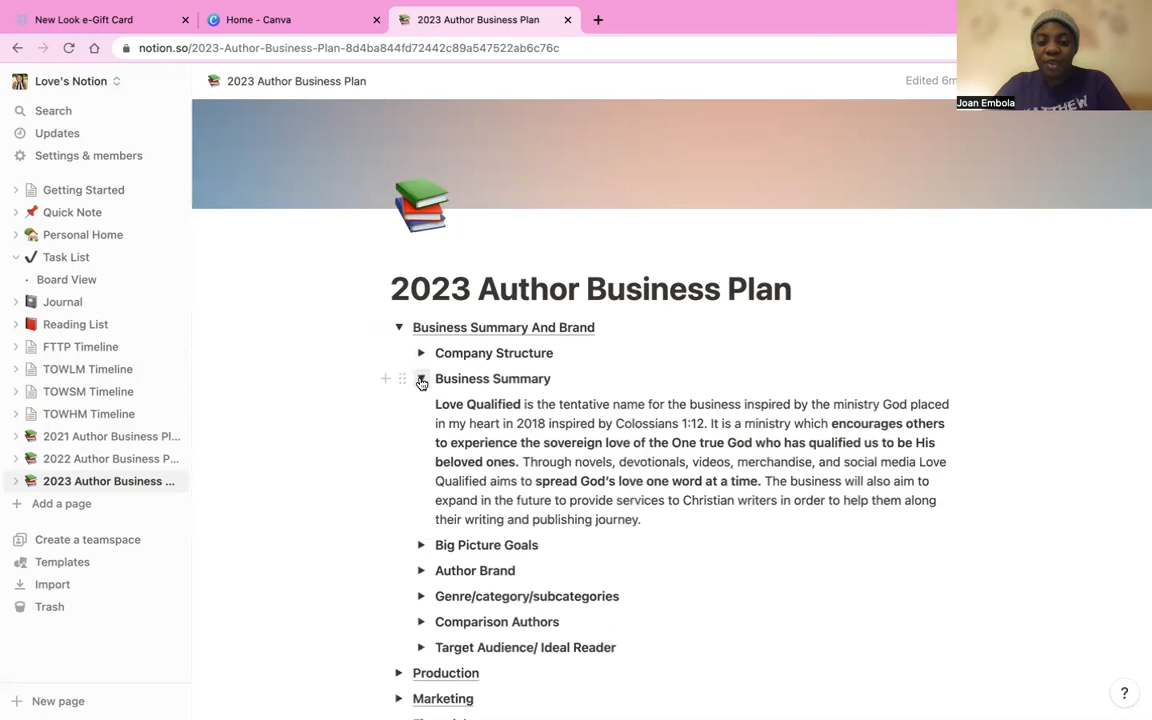 New Look e-Gift Card
Home - Canva
2023 Author Business Plan
notion.so/2023-Author-Business-Plan-8d4ba844fd72442c89a547522ab6c76c
Joan Embola
Love's Notion
2023 Author Business Plan
Edited 6m
Search
Updates
Settings & members
Getting Started
Quick Note
Personal Home
Task List
Board View
Journal
Reading List
FTTP Timeline
TOWLM Timeline
TOWSM Timeline
TOWHM Timeline
2021 Author Business Pl...
2022 Author Business P...
2023 Author Business ...
Add a page
Create a teamspace
Templates
Import
Trash
New page
2023 Author Business Plan
Business Summary And Brand
Company Structure
Business Summary
Love Qualified is the tentative name for the business inspired by the ministry God placed
in my heart in 2018 inspired by Colossians 1:12. It is a ministry which encourages others
to experience the sovereign love of the One true God who has qualified us to be His
beloved ones. Through novels, devotionals, videos, merchandise, and social media Love
Qualified aims to spread God's love one word at a time. The business will also aim to
expand in the future to provide services to Christian writers in order to help them along
their writing and publishing journey.
Big Picture Goals
Author Brand
Genre/category/subcategories
Comparison Authors
Target Audience/ Ideal Reader
Production
Marketing
?